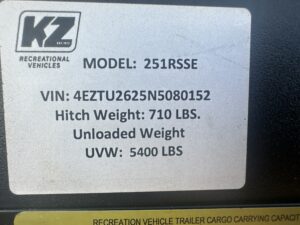 KZ
RECREATIONAL
VEHICLES
MODEL: 251RSSE
VIN: 4EZTU2625N5080152
Hitch Weight: 710 LBS.
Unloaded Weight
UVW: 5400 LBS
RECREATION VEHICLE TRAILER CARGO CARRYING CAPACITY